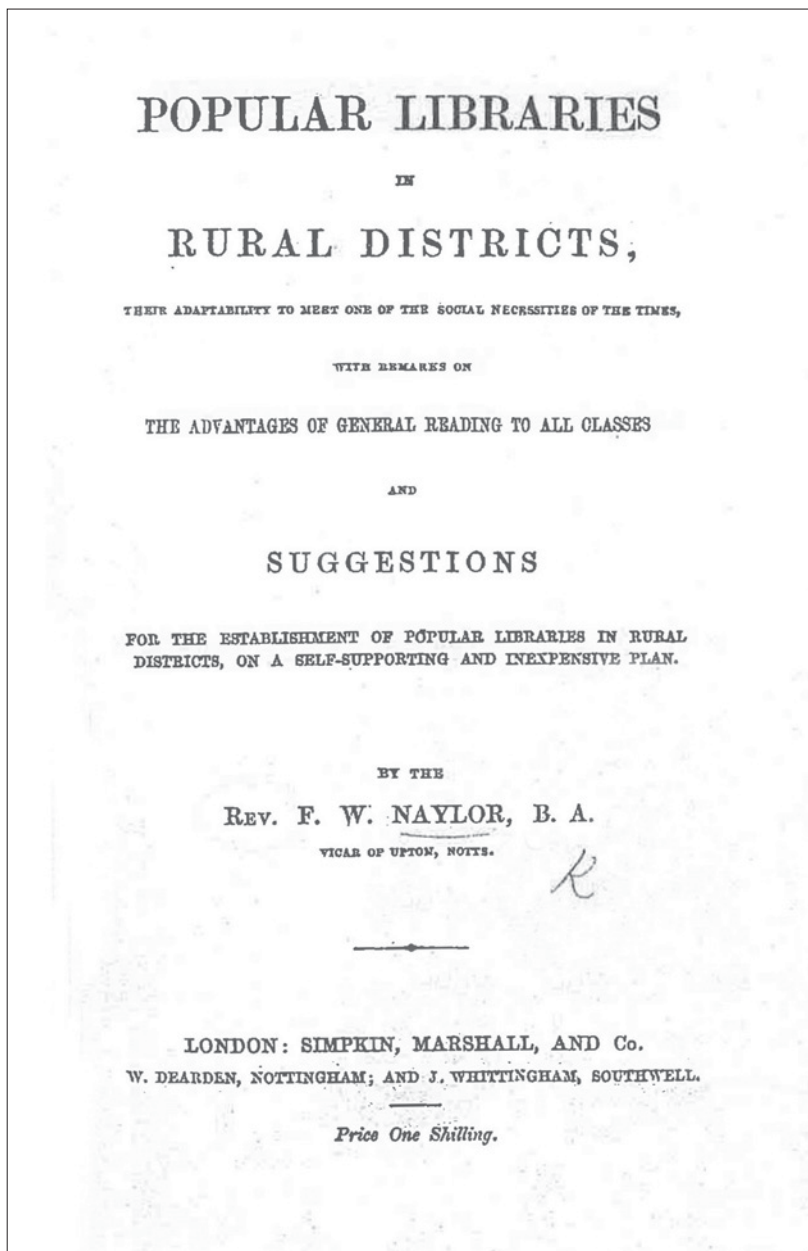 POPULAR LIBRARIES
IN
RURAL DISTRICTS,
THEIR ADAPTABILITY TO MEET ONE OF THE SOCIAL NECESSITIES OF THE TIMES,
WITH REMARKS ON
THE ADVANTAGES OF GENERAL READING TO ALL CLASSES
AND
SUGGESTIONS
FOR THE ESTABLISHMENT OF POPULAR LIBRARIES IN RURAL
DISTRICTS, ON A SELF-SUPPORTING AND INEXPENSIVE PLAN.
BY THE
REV. F. W. NAYLOR, B. A.
VICAR OF UPTON, NOTTS.
K
LONDON: SIMPKIN, MARSHALL, AND Co.
W. DEARDEN, NOTTINGHAM; AND J. WHITTINGHAM, SOUTHWELL.
Price One Shilling.